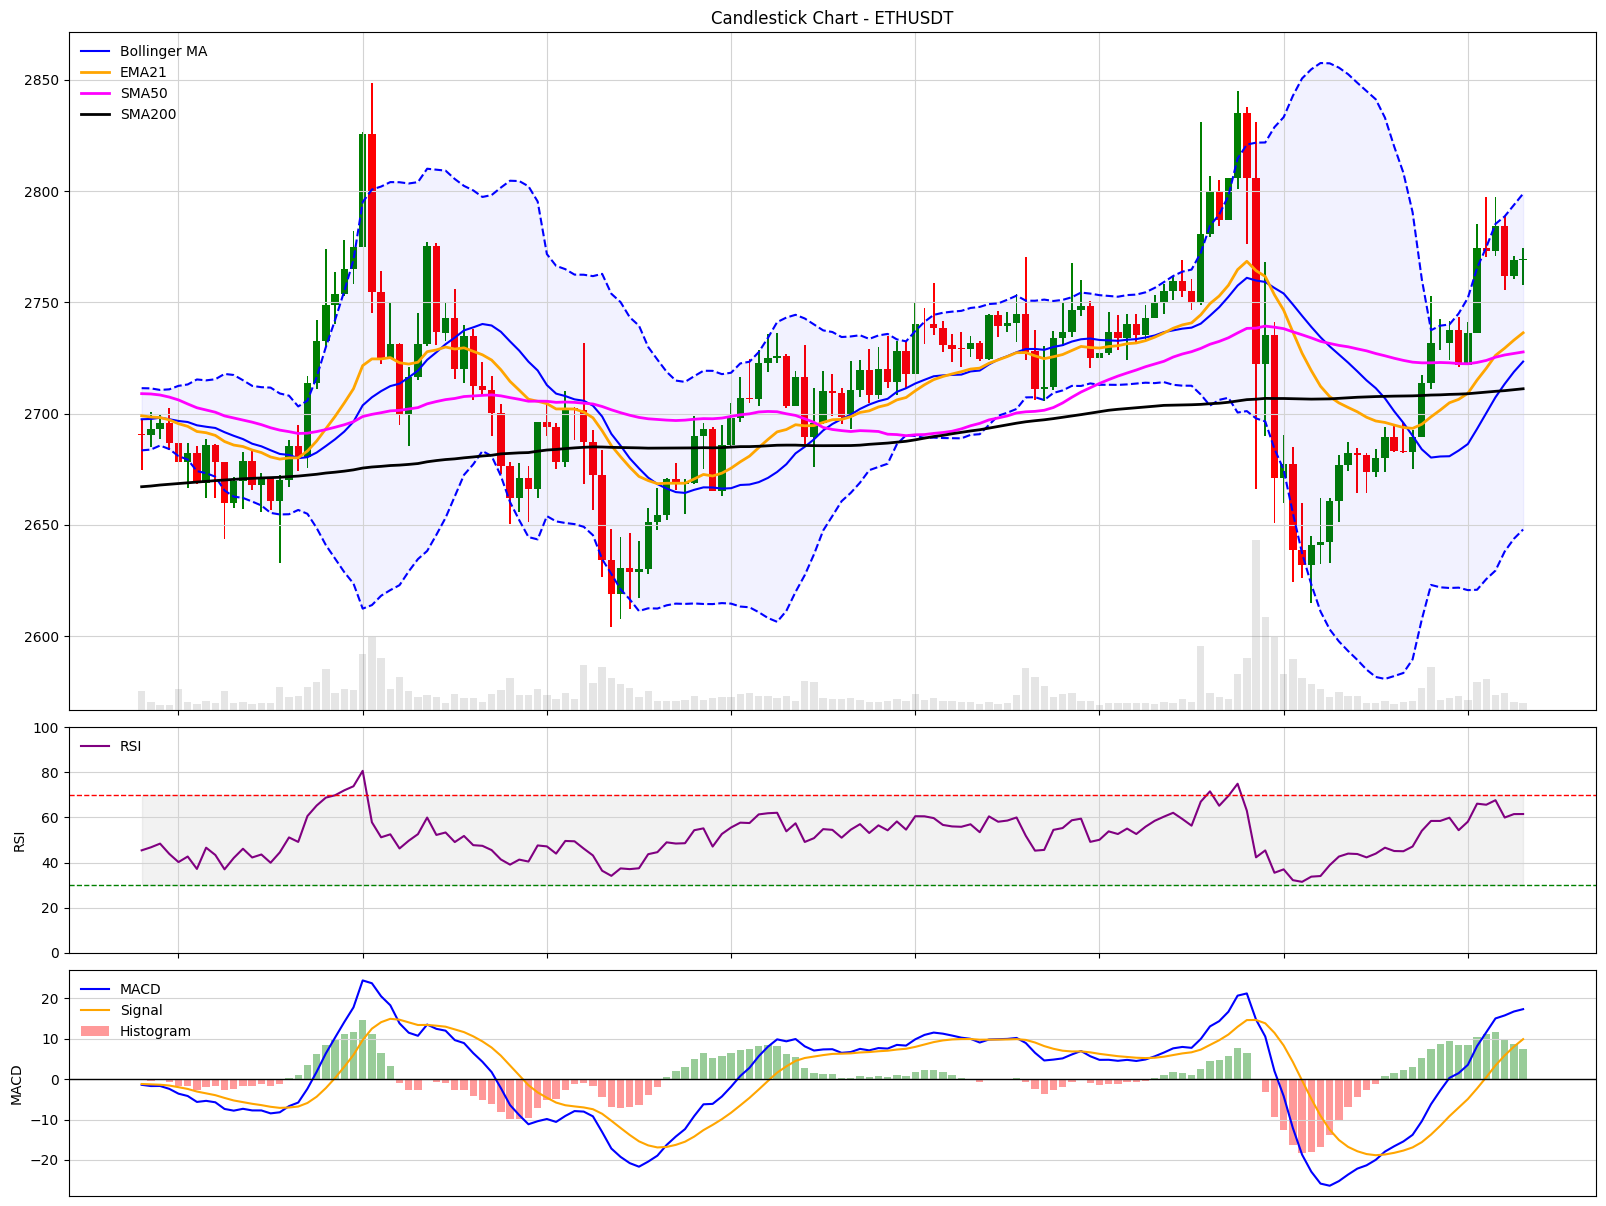 Candlestick Chart - ETHUSDT
Bollinger MA
EMA21
SMA50
SMA200
2850
2800
2750
2700
2650
2600
RSI
100
80
60
40
20
0
RSI
MACD
Signal
Histogram
20
10
0
−10
−20
MACD